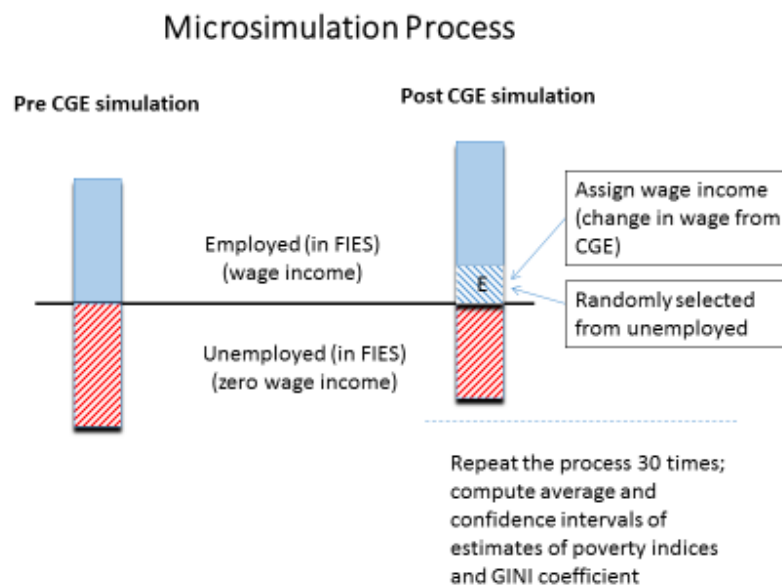 Microsimulation Process
Pre CGE simulation
Post CGE simulation
Employed (in FIES)
(wage income)
Unemployed (in FIES)
(zero wage income)
E
Assign wage income
(change in wage from
CGE)
Randomly selected
from unemployed
Repeat the process 30 times;
compute average and
confidence intervals of
estimates of poverty indices
and GINI coefficient